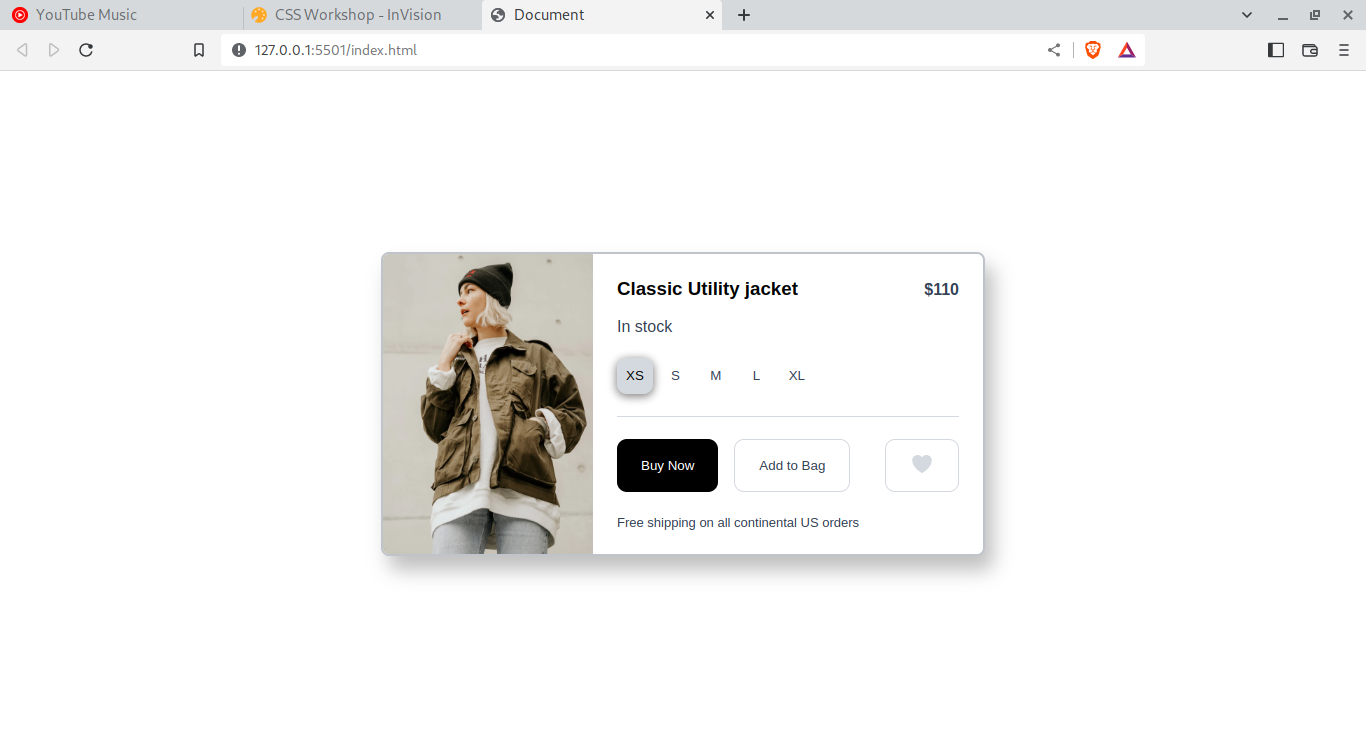 YouTube Music
CSS Workshop - InVision
Document
127.0.0.1:5501/index.html
Classic Utility jacket
$110
In stock
XS S M L XL
Buy Now
Add to Bag
Free shipping on all continental US orders